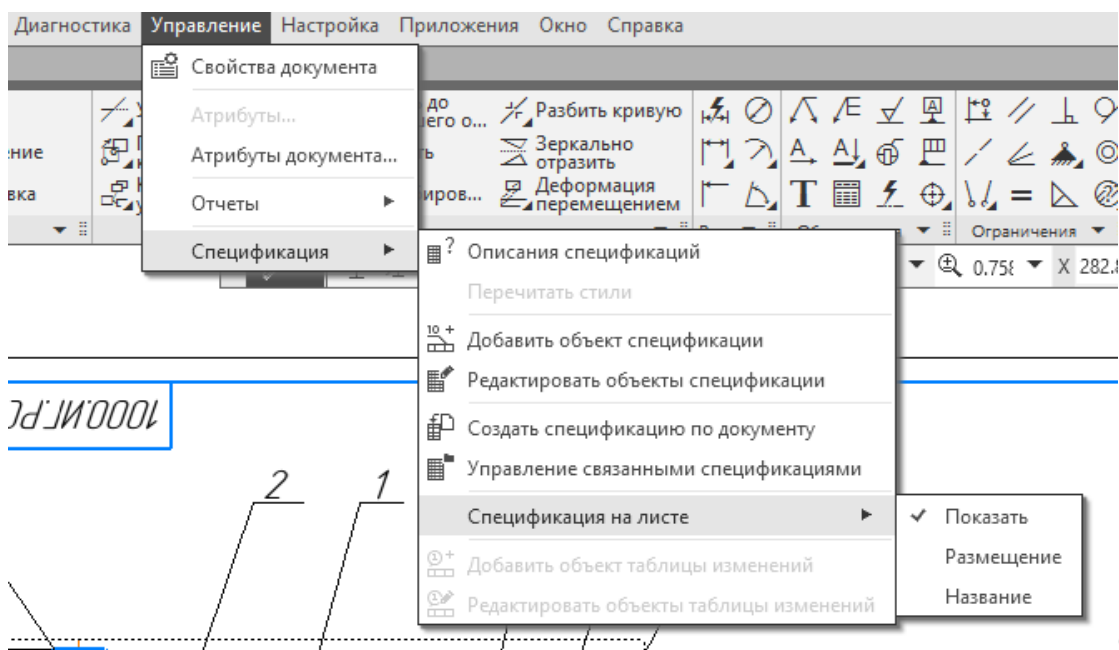 Диагностика Управление Настройка Приложения Окно Справка
Свойства документа
Атрибуты...
Атрибуты документа...
Отчеты
Спецификация
до
Разбить кривую
Зеркально
отразить
Деформация
перемещением
Ограничения
0.758 X 282.8
Описания спецификаций
Перечитать стили
Добавить объект спецификации
Редактировать объекты спецификации
Создать спецификацию по документу
Управление связанными спецификациями
Спецификация на листе
Добавить объект таблицы изменений
Редактировать объекты таблицы изменений
Показать
Размещение
Название
2 1